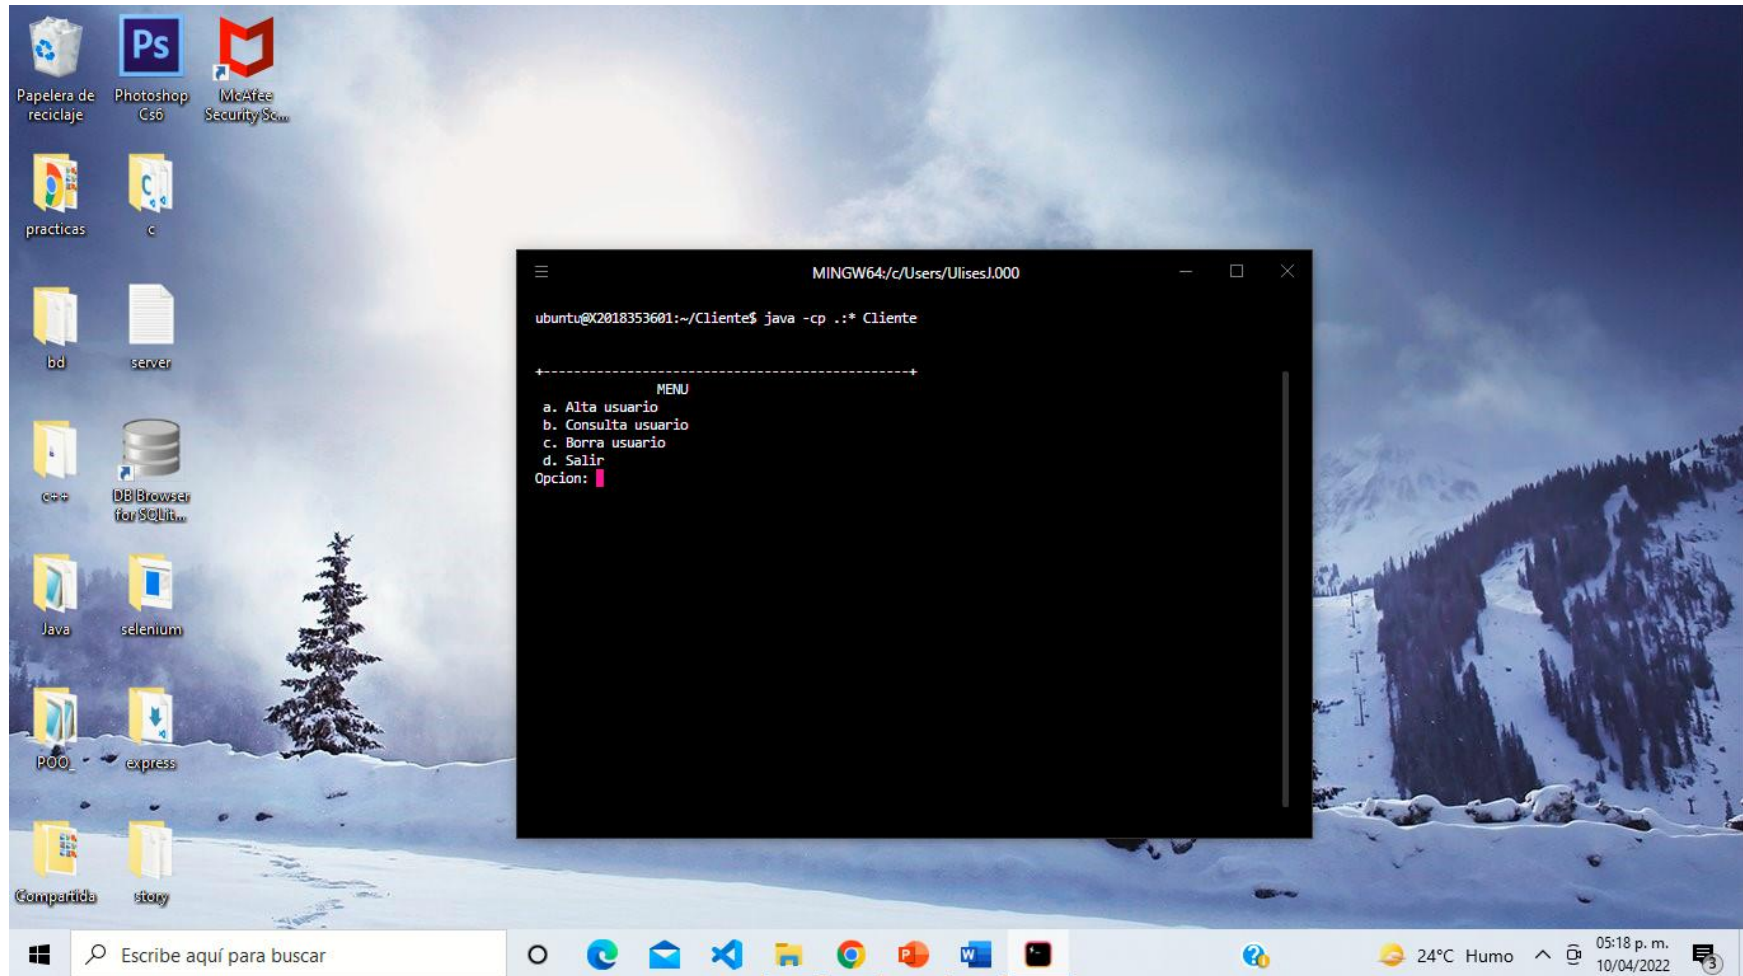 Papelera de
reciclaje
Ps
Photoshop
Cs6
McAfee
Security Sc...
practicas
C
c
bd
server
c++
DB Browser
for SQLit...
Java
selenium
POO_
express
Compartida
story
MINGW64:/c/Users/UlisesJ.000
ubuntu@X2018353601:~/Cliente$ java -cp .:* Cliente
+------------------------------------------------+
MENU
a. Alta usuario
b. Consulta usuario
c. Borra usuario
d. Salir
Opcion:
Escribe aquí para buscar
24°C Humo
05:18 p. m.
10/04/2022
3